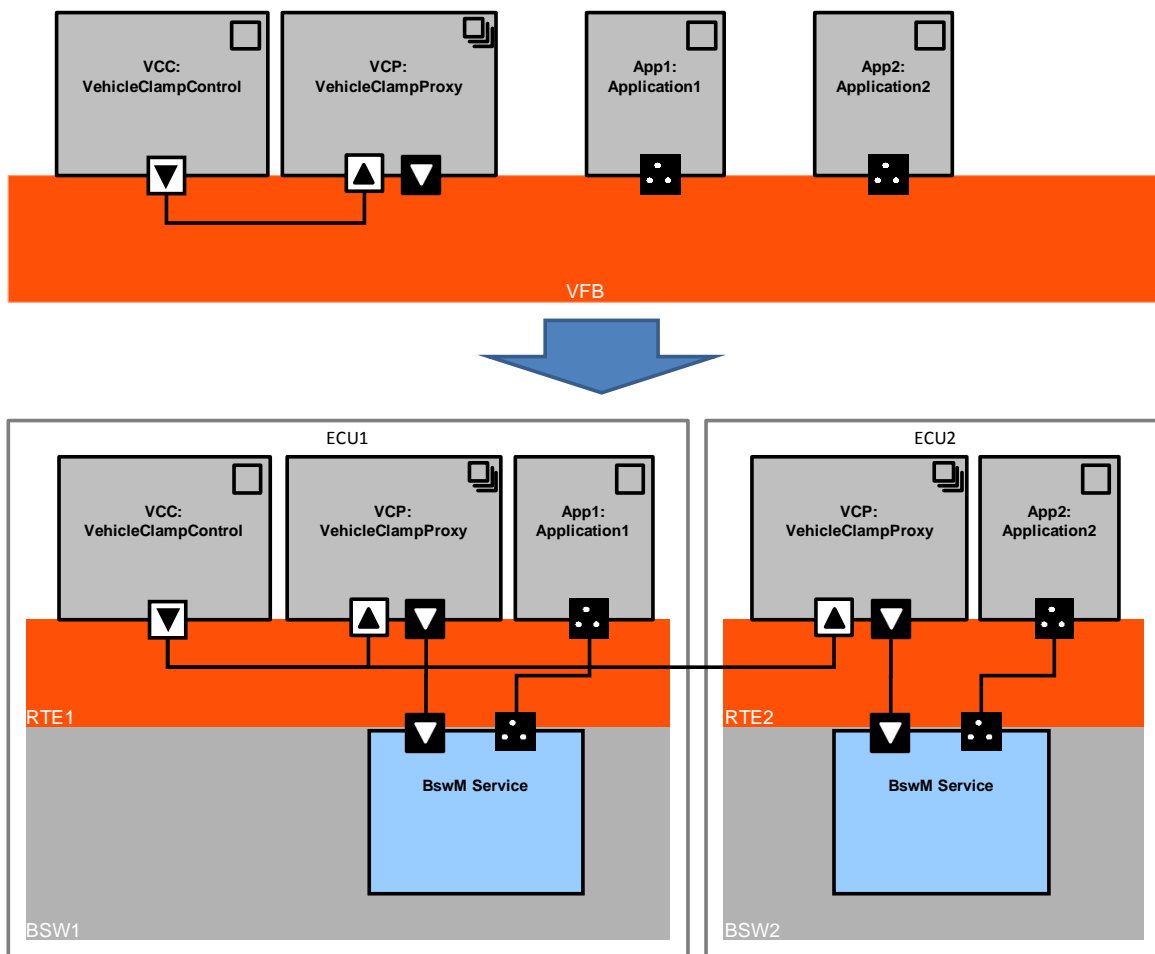 VCC:
VehicleClampControl
VCP:
VehicleClampProxy
App1:
Application1
App2:
Application2
VFB
ECU1
ECU2
VCC:
VehicleClampControl
VCP:
VehicleClampProxy
App1:
Application1
VCP:
VehicleClampProxy
App2:
Application2
RTE1
RTE2
BswM Service
BswM Service
BSW1
BSW2